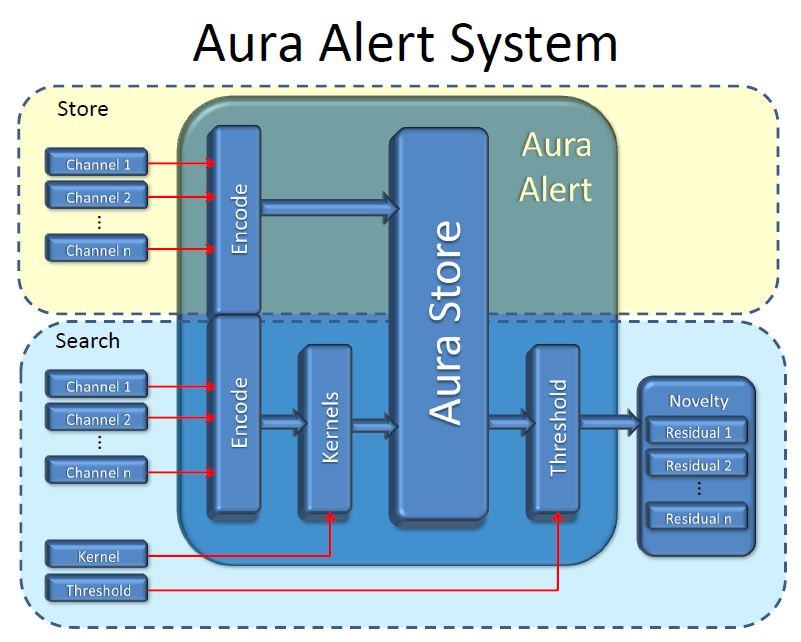 Aura Alert System
Store
Aura
Alert
Channel 1
Channel 2
⋮
Channel n
Encode
Aura Store
Search
Channel 1
Channel 2
⋮
Channel n
Encode
Kernels
Threshold
Novelty
Residual 1
Residual 2
⋮
Residual n
Kernel
Threshold